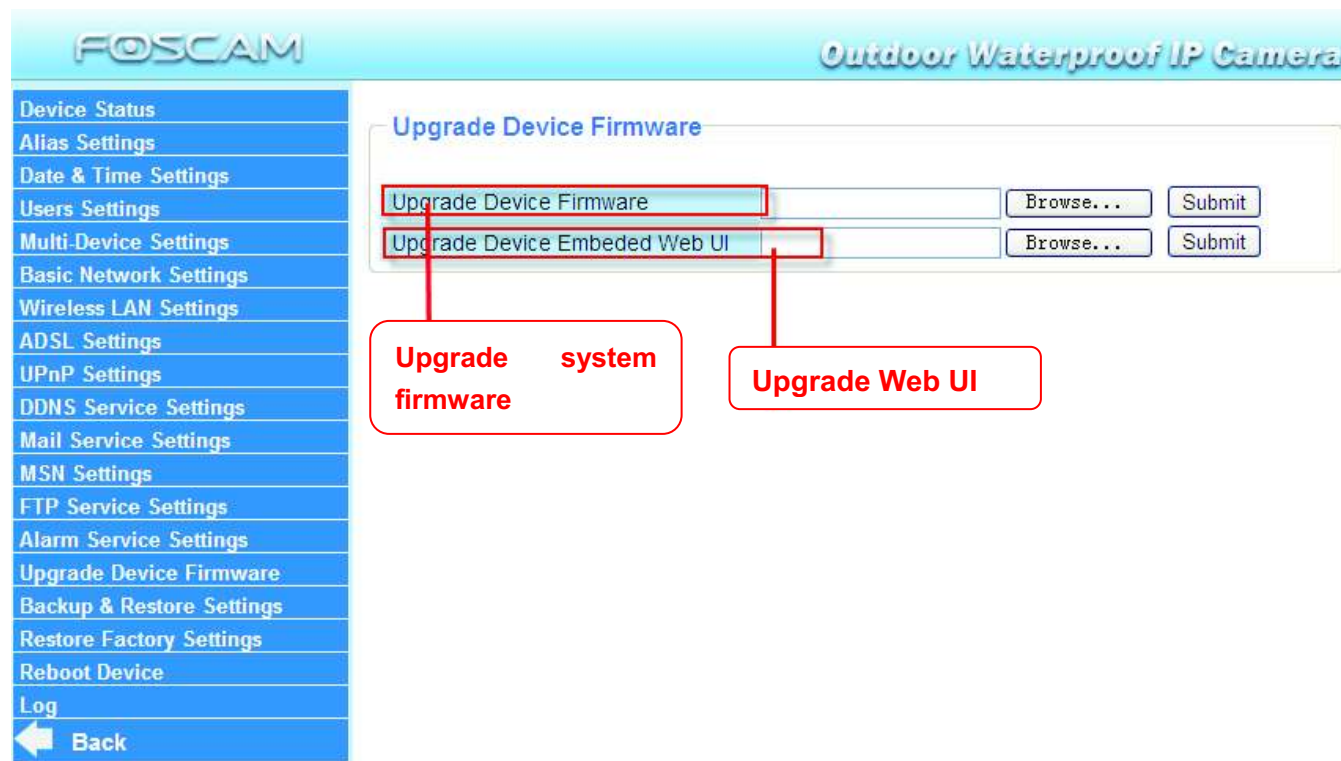 FOSCAM
Outdoor Waterproof IP Camera
Device Status
Alias Settings
Date & Time Settings
Users Settings
Multi-Device Settings
Basic Network Settings
Wireless LAN Settings
ADSL Settings
UPnP Settings
DDNS Service Settings
Mail Service Settings
MSN Settings
FTP Service Settings
Alarm Service Settings
Upgrade Device Firmware
Backup & Restore Settings
Restore Factory Settings
Reboot Device
Log
Back
Upgrade Device Firmware
Upgrade Device Firmware Browse... Submit
Upgrade Device Embeded Web UI Browse... Submit
Upgrade system
firmware
Upgrade Web UI